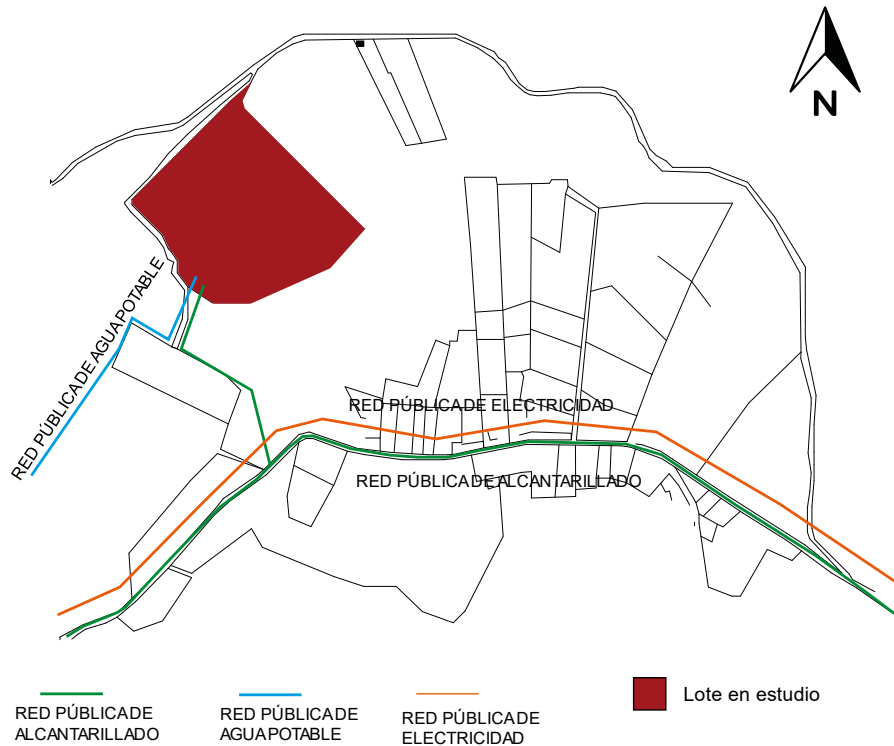 N
RED PÚBLICA DE AGUA POTABLE
RED PÚBLICA DE ELECTRICIDAD
RED PÚBLICA DE ALCANTARILLADO
RED PÚBLICA DE
ALCANTARILLADO
RED PÚBLICA DE
AGUA POTABLE
RED PÚBLICA DE
ELECTRICIDAD
Lote en estudio